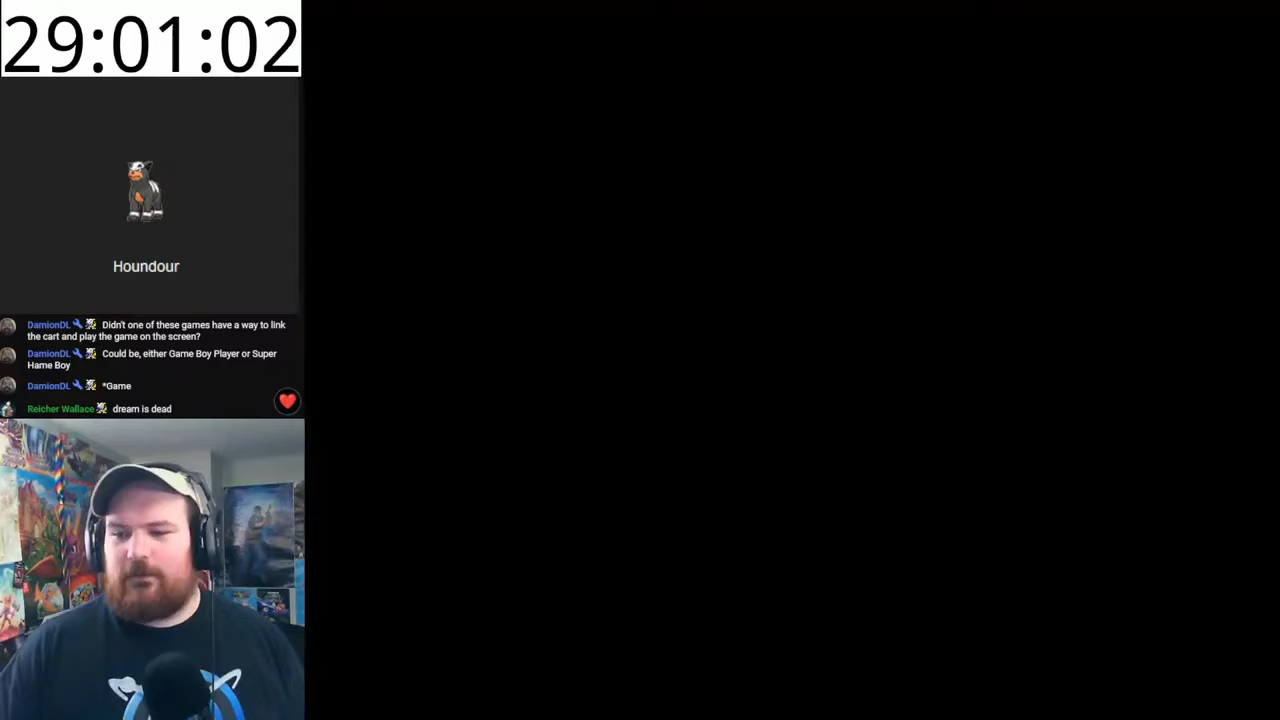 29:01:02
Houndour
DamionDL Didn't one of these games have a way to link
the cart and play the game on the screen?
DamionDL Could be, either Game Boy Player or Super
Hame Boy
DamionDL *Game
Reicher Wallace dream is dead